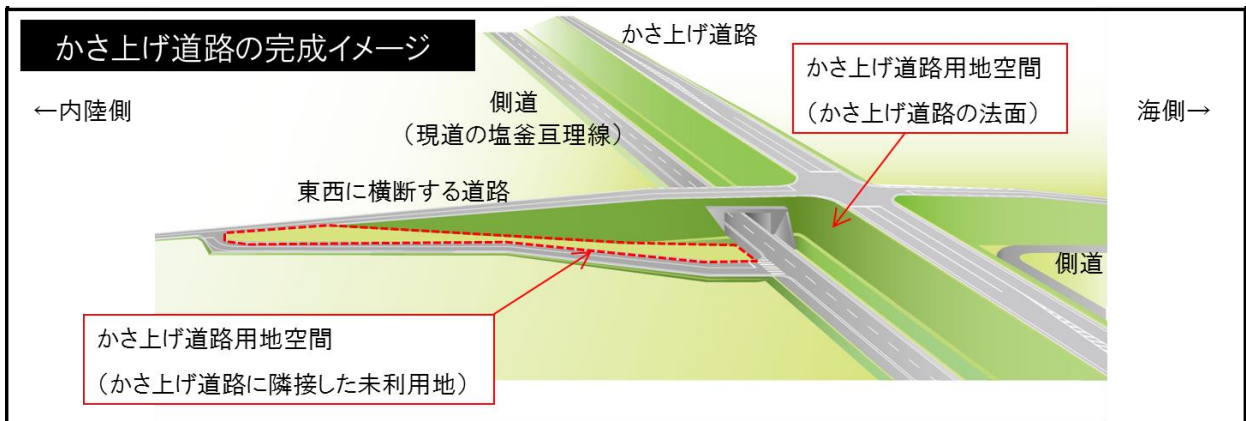 かさ上げ道路の完成イメージ
かさ上げ道路
かさ上げ道路用地空間
（かさ上げ道路の法面）
←内陸側
海側→
側道
（現道の塩釜亘理線）
東西に横断する道路
側道
かさ上げ道路用地空間
（かさ上げ道路に隣接した未利用地）